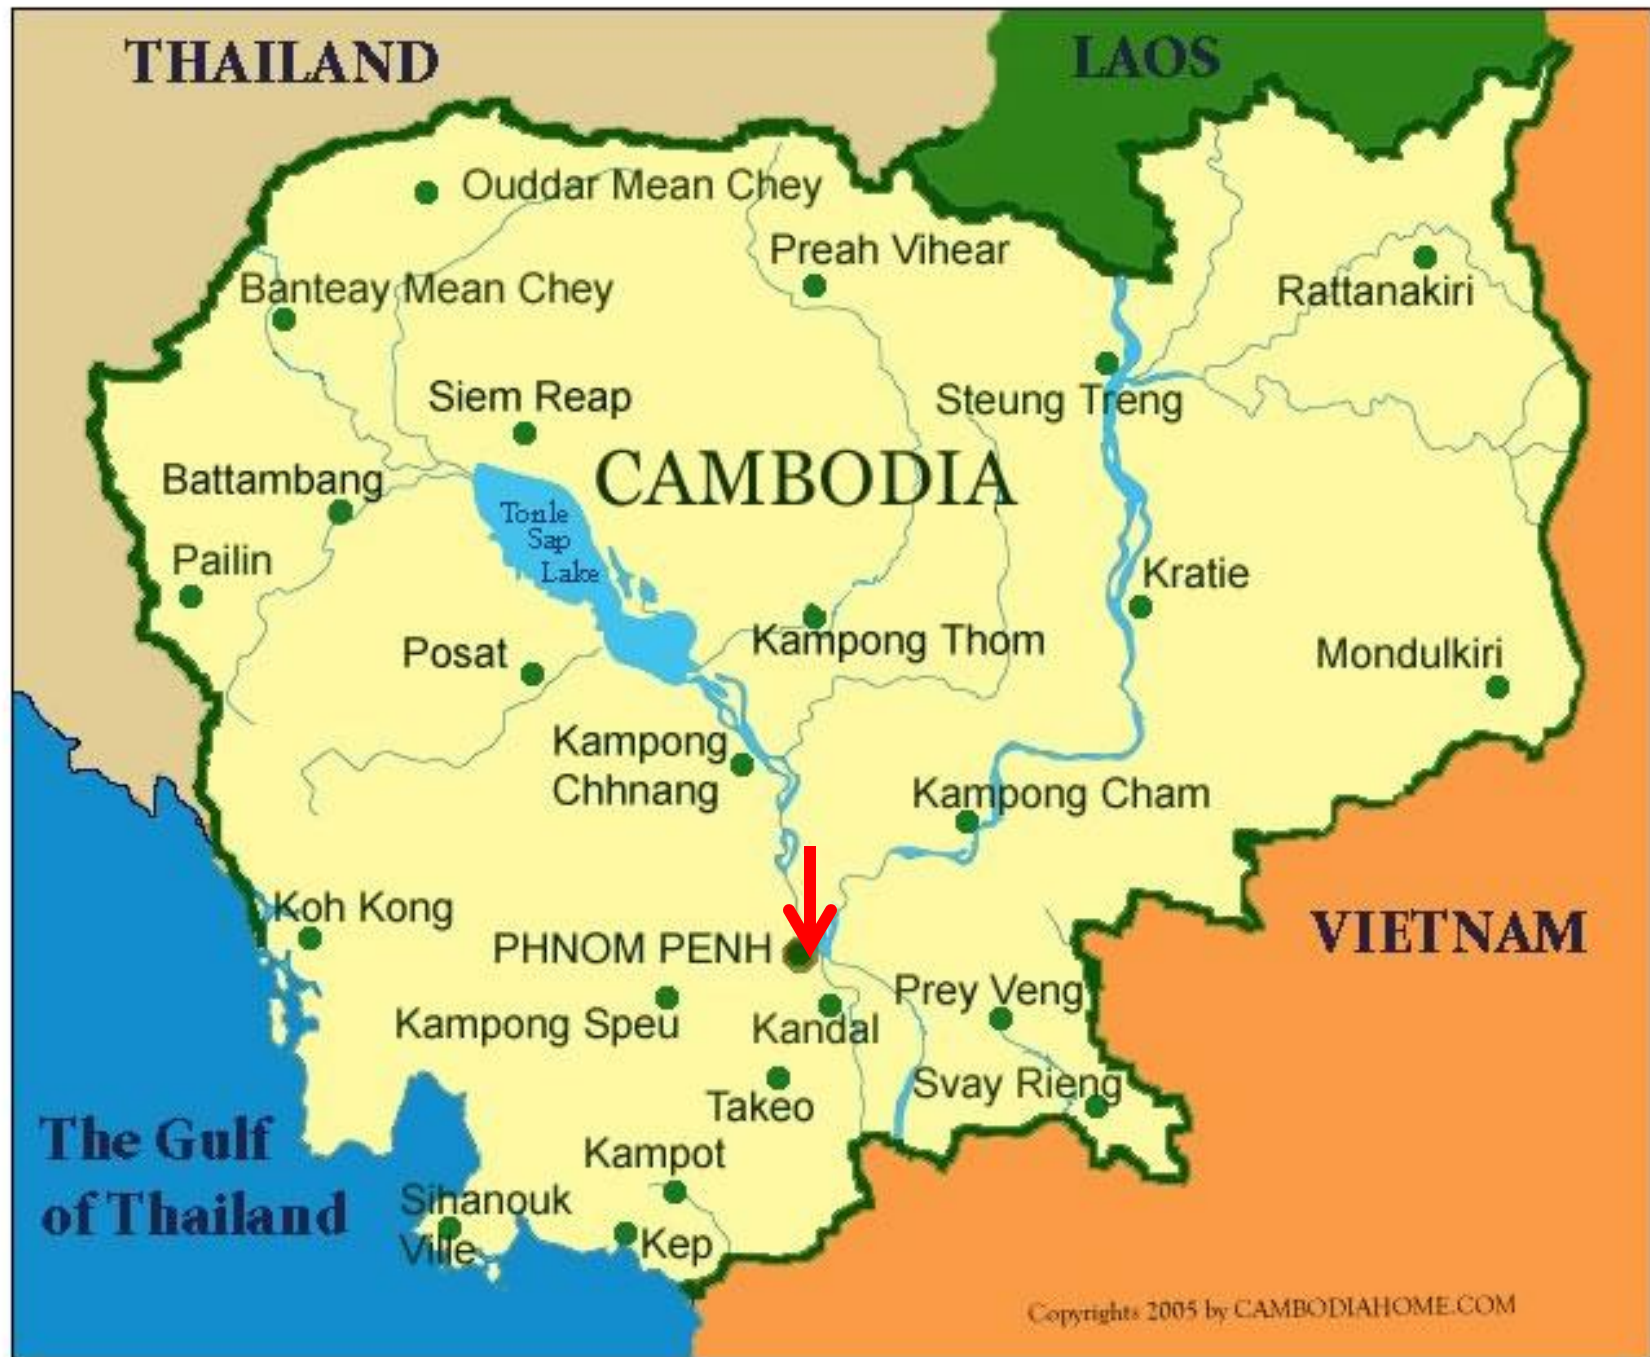 THAILAND
LAOS
Ouddar Mean Chey
Preah Vihear
Banteay Mean Chey
Rattanakiri
Siem Reap
Steung Treng
CAMBODIA
Battambang
Tonle
Sap
Lake
Pailin
Kratie
Kampong Thom
Posat
Mondulkiri
Kampong
Chhnang
Kampong Cham
Koh Kong
VIETNAM
PHNOM PENH
Prey Veng
Kampong Speu
Kandal
Svay Rieng
Takeo
The Gulf
of Thailand
Kampot
Sihanouk
Ville
Kep
Copyrights 2005 by CAMBODIAHOME.COM